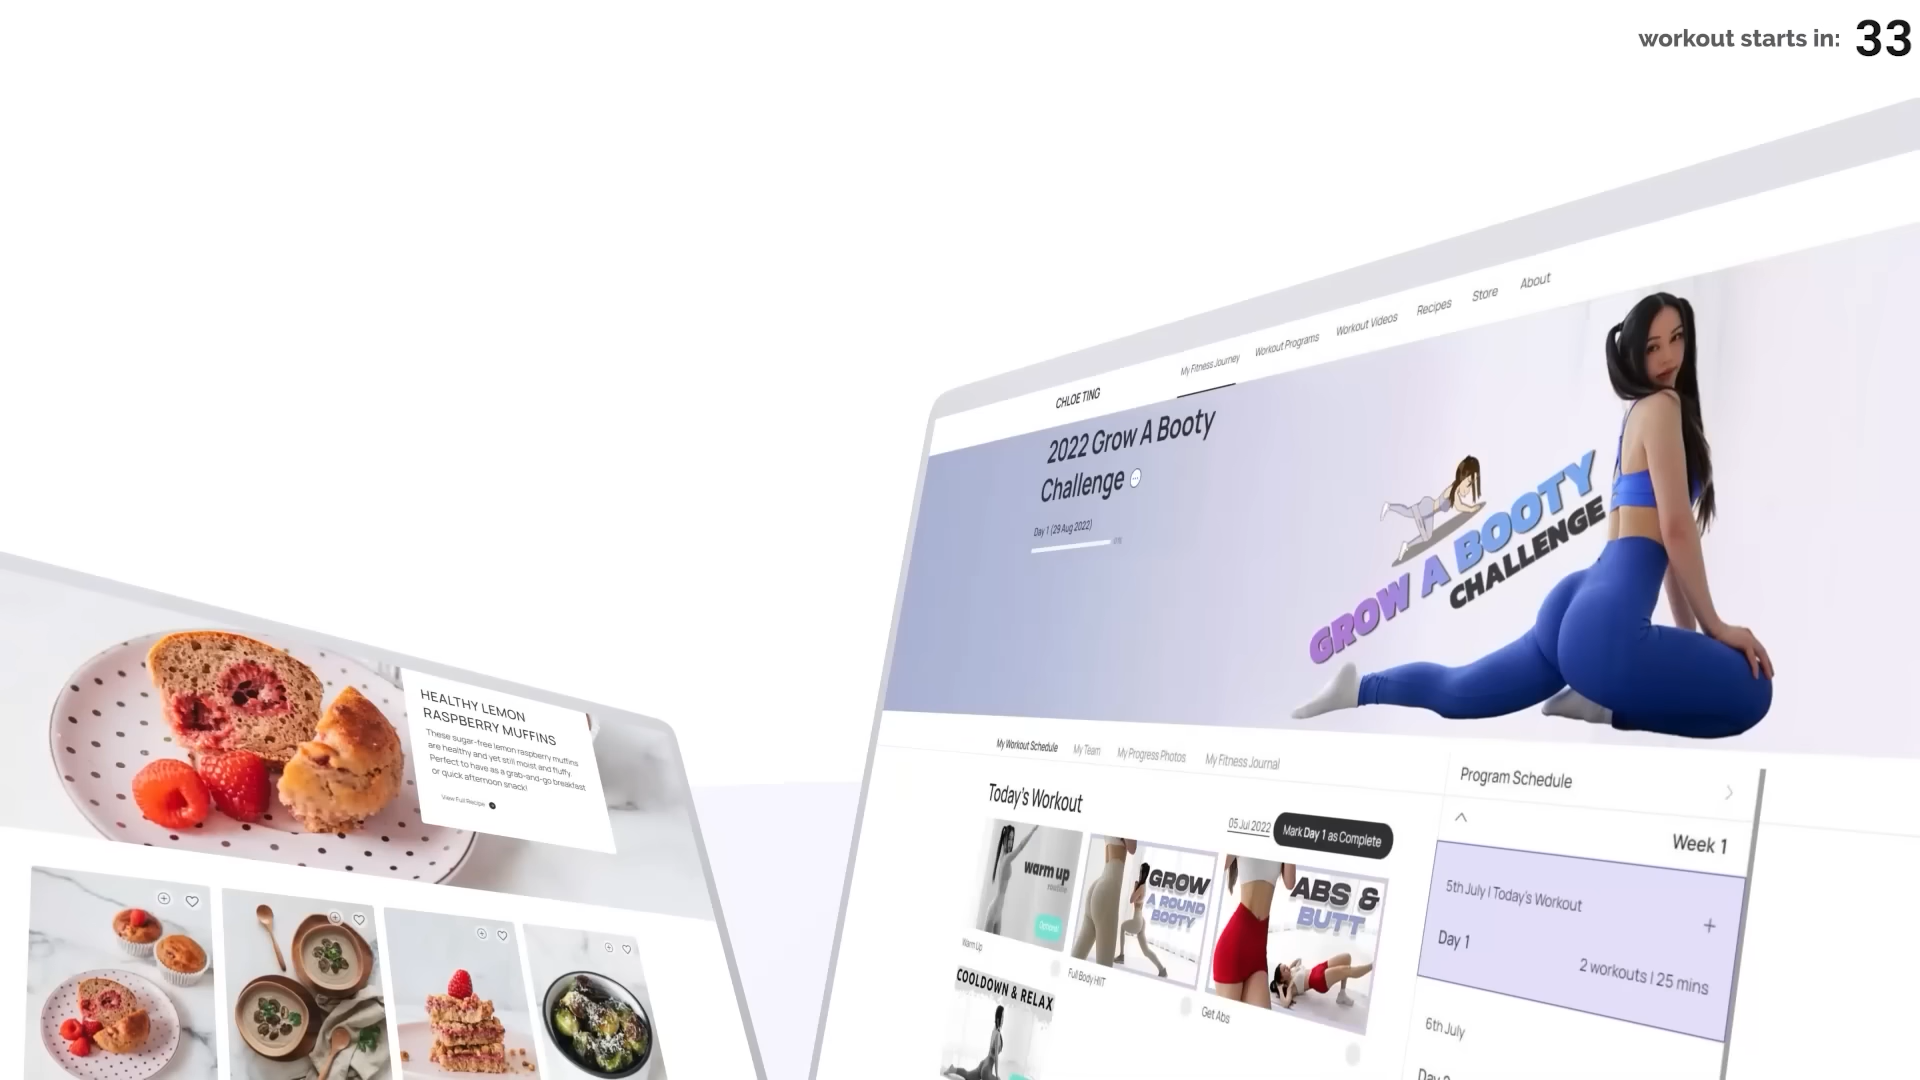 workout starts in: 33
CHLOE TING
My Fitness Journey
Workout Programs
Workout Videos
Recipes
Store
About
2022 Grow A Booty
Challenge
Day 1 (29 Aug 2022)
GROW A BOOTY
CHALLENGE
My Workout Schedule
My Team
My Progress Photos
My Fitness Journal
Today's Workout
05 Jul 2022
Mark Day 1 as Complete
warm up
Optional
Warm Up
GROW
A ROUND
BOOTY
Full Body HIIT
ABS &
BUTT
Get Abs
COOLDOWN & RELAX
Program Schedule
Week 1
5th July | Today's Workout
Day 1
2 workouts | 25 mins
6th July
HEALTHY LEMON
RASPBERRY MUFFINS
These sugar-free lemon raspberry muffins
are healthy and yet still moist and fluffy.
Perfect to have as a grab-and-go breakfast
or quick afternoon snack!
View Full Recipe